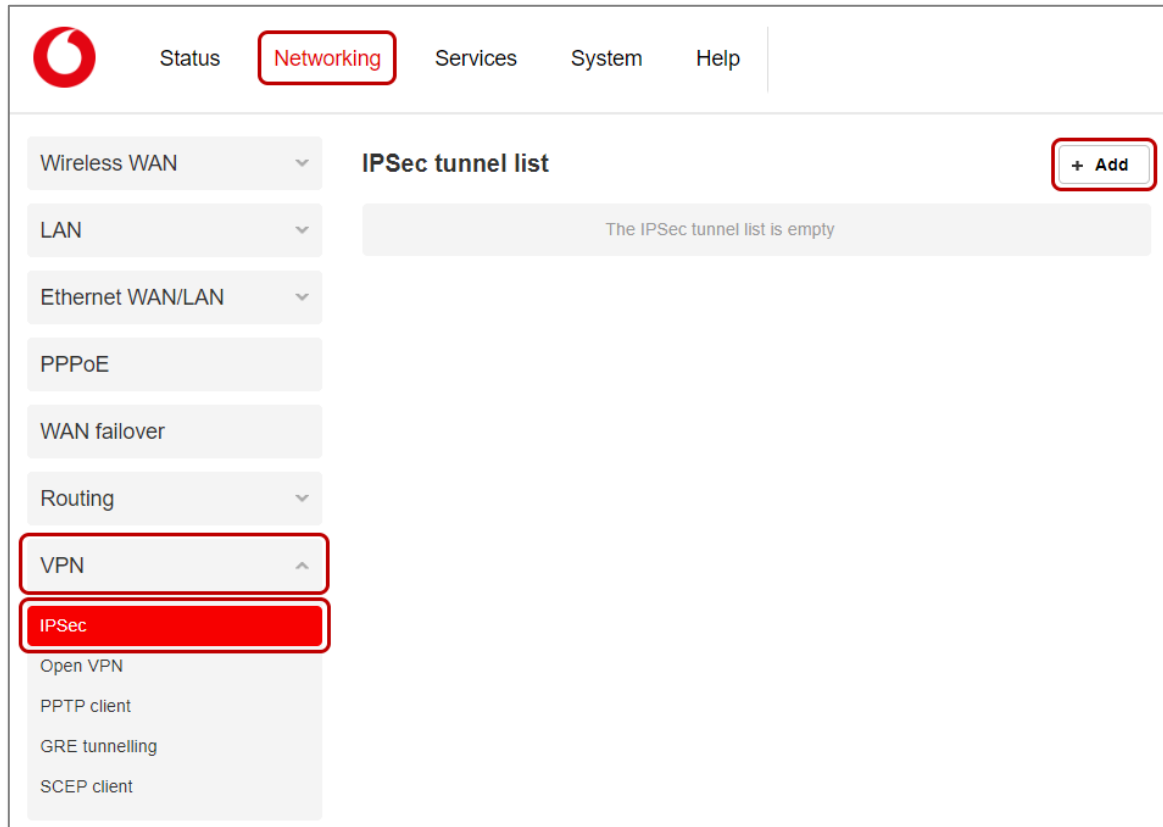 Status Networking Services System Help
Wireless WAN
LAN
Ethernet WAN/LAN
PPPoE
WAN failover
Routing
VPN
IPSec
Open VPN
PPTP client
GRE tunnelling
SCEP client
IPSec tunnel list
+ Add
The IPSec tunnel list is empty